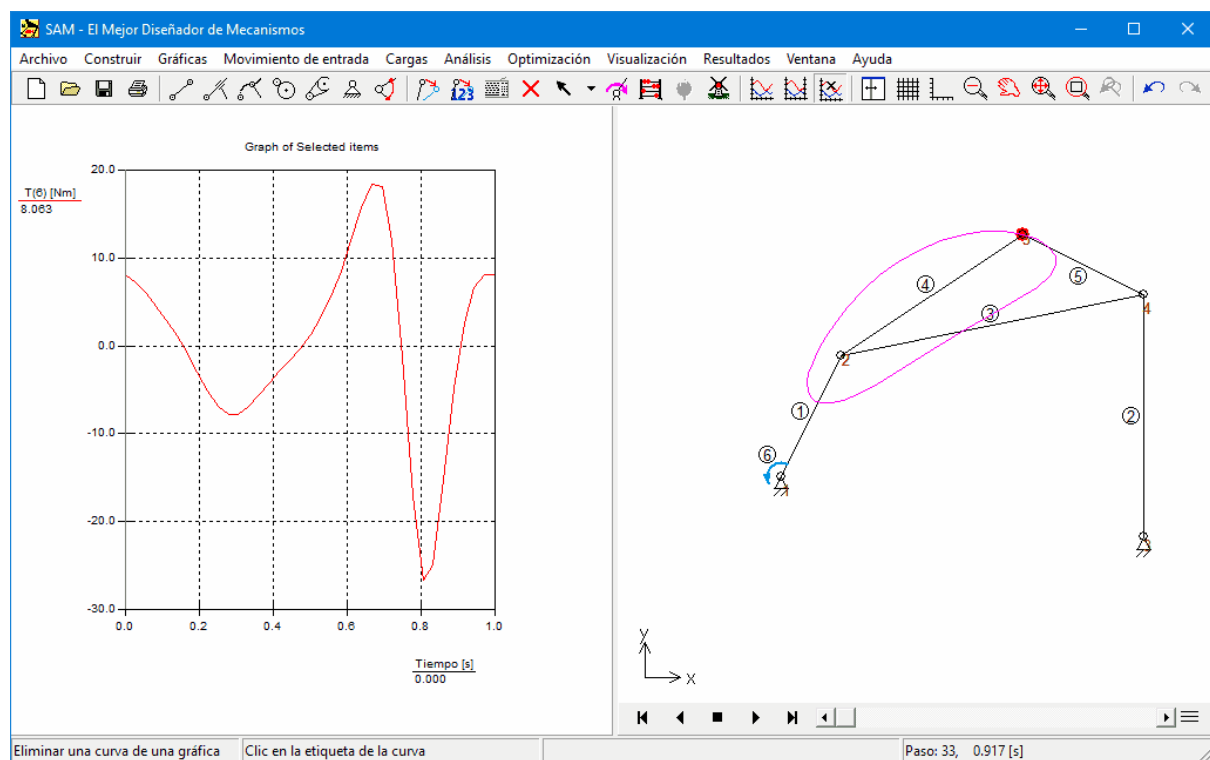 SAM - El Mejor Diseñador de Mecanismos
Archivo Construir Gráficas Movimiento de entrada Cargas Análisis Optimización Visualización Resultados Ventana Ayuda
123
Graph of Selected items
T(6) [Nm]
8.063
20.0
10.0
0.0
-10.0
-20.0
-30.0
0.0 0.2 0.4 0.6 0.8 1.0
Tiempo [s]
0.000
5
4
5
3
4
2
1
2
6
1
3
y
x
Eliminar una curva de una gráfica Clic en la etiqueta de la curva Paso: 33, 0.917 [s]